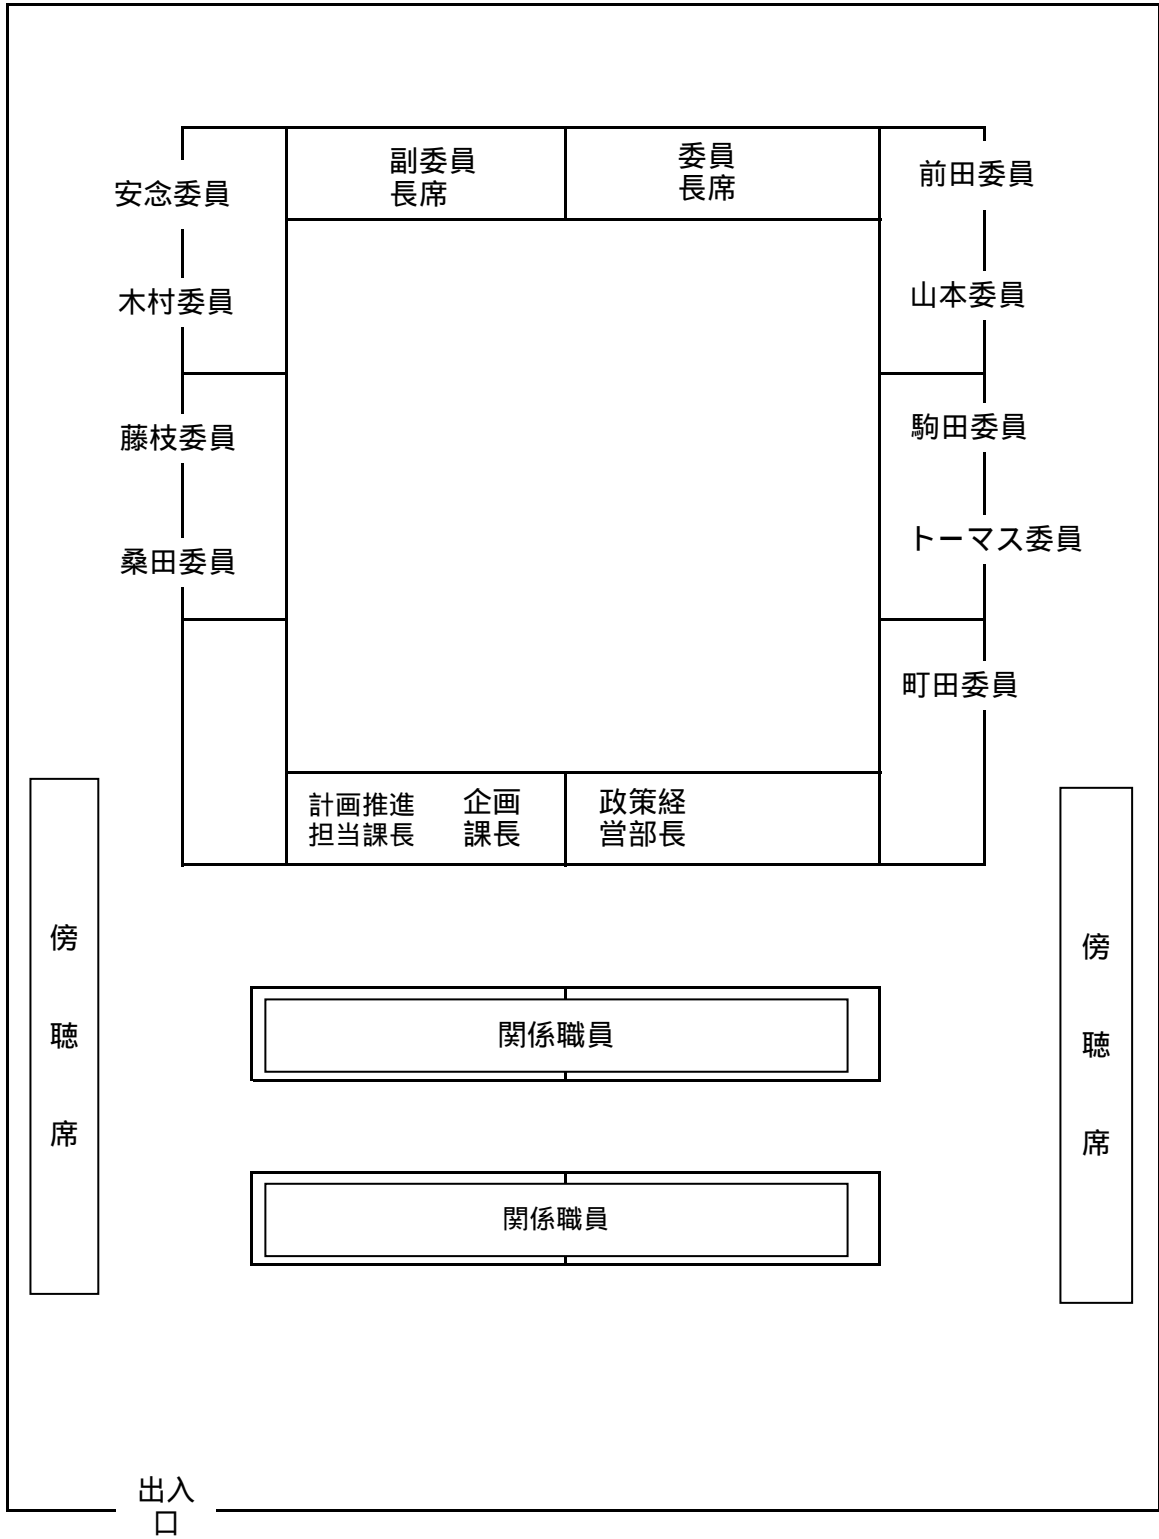 副委員
長席
委員
長席
前田委員
安念委員
山本委員
木村委員
駒田委員
藤枝委員
トーマス委員
桑田委員
町田委員
計画推進
担当課長
企画
課長
政策経
営部長
傍
聴
席
傍
聴
席
関係職員
関係職員
出入
口